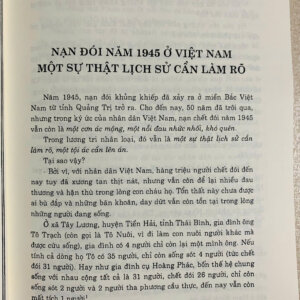 NẠN ĐÓI NĂM 1945 Ở VIỆT NAM
MỘT SỰ THẬT LỊCH SỬ CẦN LÀM RÕ
Năm 1945, nạn đói khủng khiếp đã xảy ra ở miền Bắc Việt
Nam từ tỉnh Quảng Trị trở ra. Cho đến nay, 50 năm đã trôi qua,
nhưng trong ký ức của nhân dân Việt Nam, nạn chết đói năm 1945
vẫn còn là một cơn ác mộng, một nỗi đau nhức nhối, khó quên.
Trong lương tri nhân loại, đó vẫn là một sự thật lịch sử cần
làm rõ, một tội ác cần lên án.
Tại sao vậy?
Bởi vì, với nhân dân Việt Nam, hàng triệu người chết đói đến
nay tuy đã xương tan thịt nát, nhưng vẫn còn để lại nhiều đau
thương và hận thù trong lòng con cháu họ. Tổn thất này chưa được
ai bù đắp và những băn khoăn, day dứt vẫn còn tồn tại trong lòng
những người đang sống.
Ở xã Tây Lương, huyện Tiền Hải, tỉnh Thái Bình, gia đình ông
Tô Trạch (còn gọi là Tô Nuôi, vì đi làm con nuôi người khác mà
được cứu sống), gia đình có 4 người chỉ còn lại một mình ông. Nếu
tính cả dòng họ Tô có 35 người, chỉ còn sống sót 4 người (chết
đói 31 người). Hay như gia đình cụ Hoàng Phác, bốn thế hệ chung
sống với nhau cộng tất cả là 31 người, chết đói 26 người, chỉ còn
sống sót 2 người và 2 người tha phương cầu thực, đến nay vẫn còn
mất tích 1 người¹